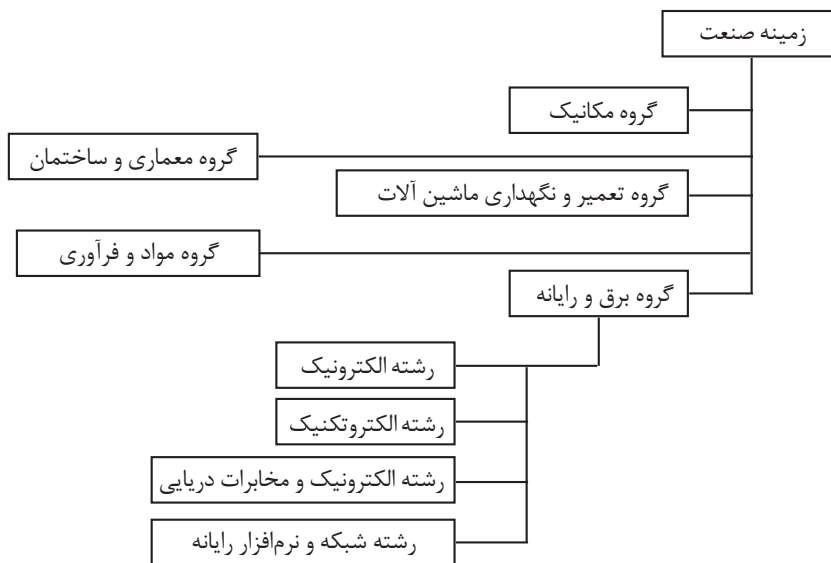 زمینه صنعت
گروه مکانیک
گروه معماری و ساختمان
گروه تعمیر و نگهداری ماشین آلات
گروه مواد و فرآوری
گروه برق و رایانه
رشته الکترونیک
رشته الکتروتکنیک
رشته الکترونیک و مخابرات دریایی
رشته شبکه و نرم‌افزار رایانه